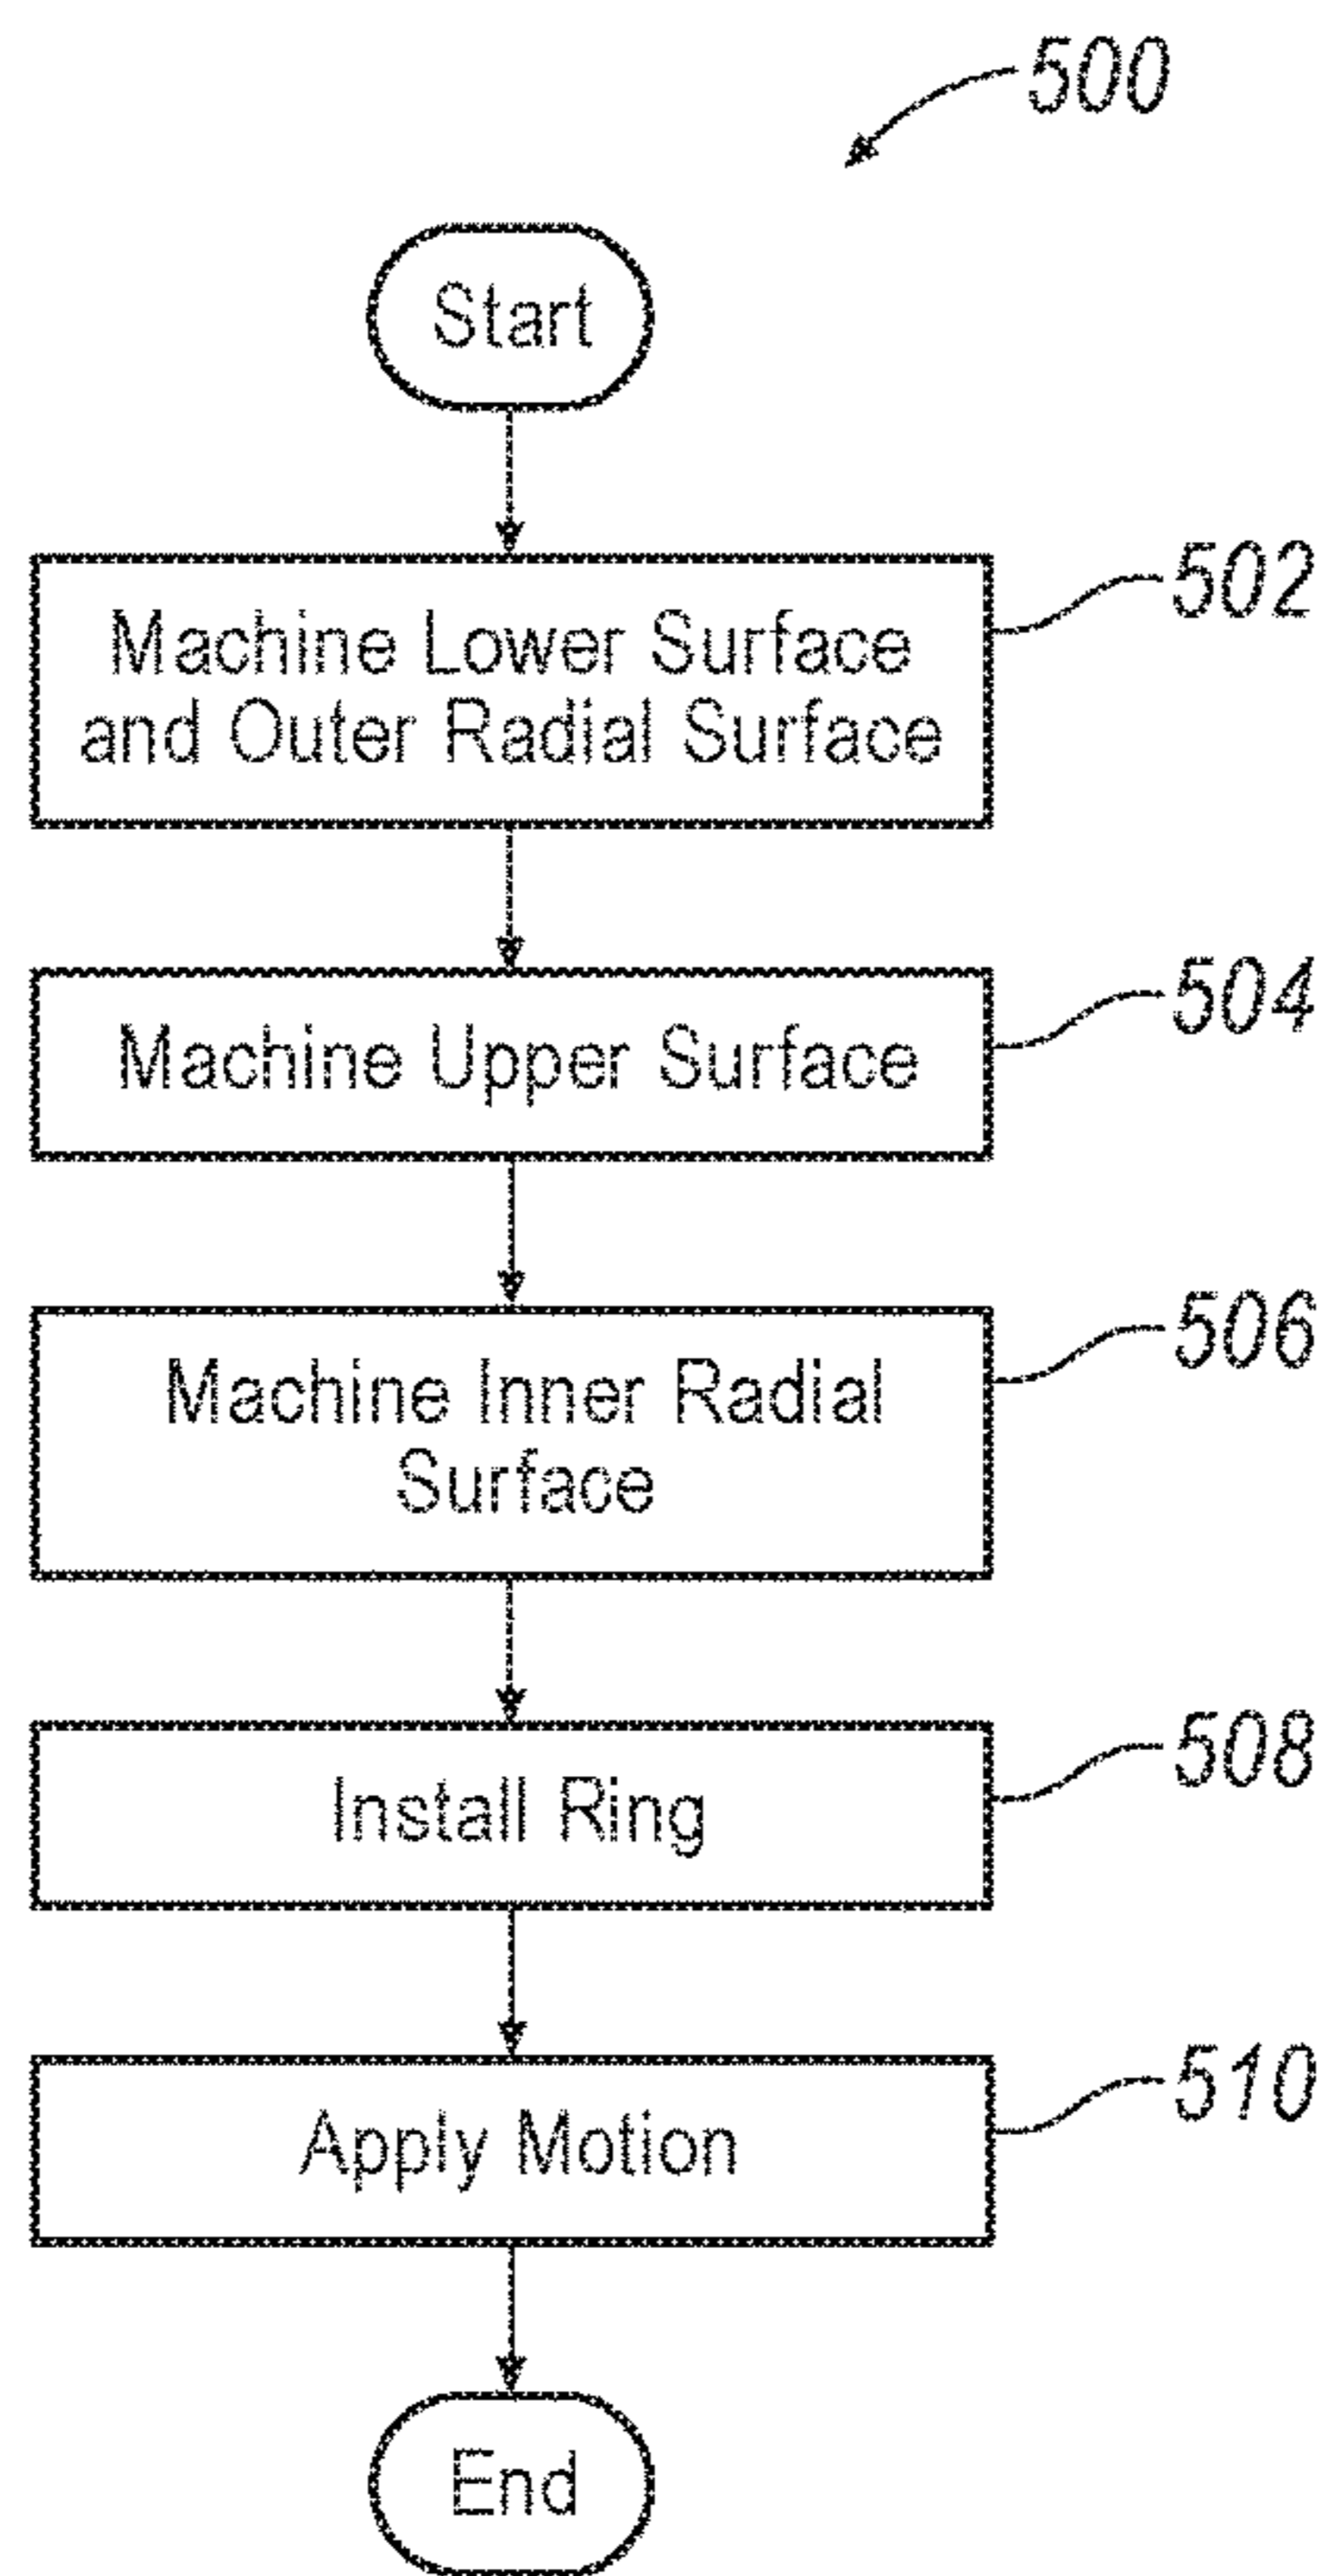 500
Start
Machine Lower Surface
and Outer Radial Surface
502
Machine Upper Surface
504
Machine Inner Radial
Surface
506
Install Ring
508
Apply Motion
510
End